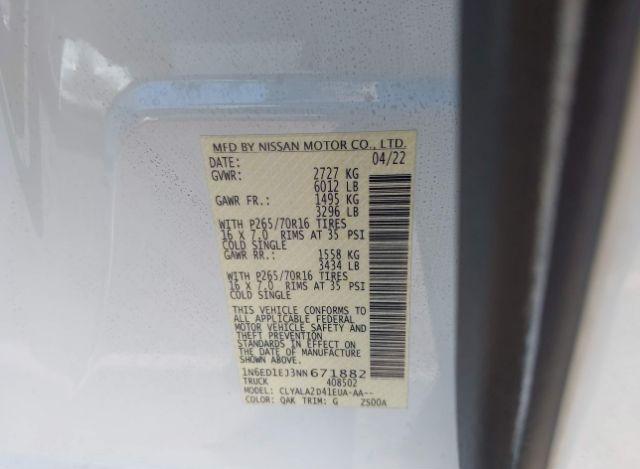 MFD BY NISSAN MOTOR CO., LTD.
DATE: 04/22
GVWR: 2727 KG
6012 LB
GAWR FR.: 1495 KG
3296 LB
WITH P265/70R16 TIRES
16 X 7.0 RIMS AT 35 PSI
COLD SINGLE
GAWR RR.: 1558 KG
3434 LB
WITH P265/70R16 TIRES
16 X 7.0 RIMS AT 35 PSI
COLD SINGLE
THIS VEHICLE CONFORMS TO
ALL APPLICABLE FEDERAL
MOTOR VEHICLE SAFETY AND
THEFT PREVENTION
STANDARDS IN EFFECT ON
THE DATE OF MANUFACTURE
SHOWN ABOVE.
1N6ED1EJ3NN671882
TRUCK 408502
MODEL: CLYALA2D41EUA-AA--
COLOR: QAK TRIM: G 2500A